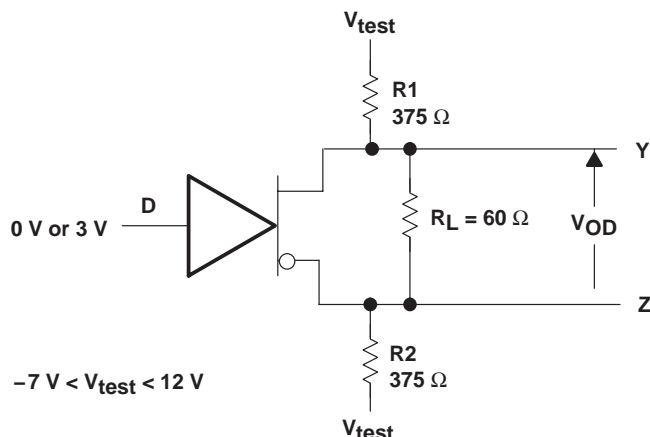 Vtest
R1
375 Ω
Y
D
0 V or 3 V
RL = 60 Ω
VOD
Z
R2
375 Ω
−7 V < Vtest < 12 V
Vtest